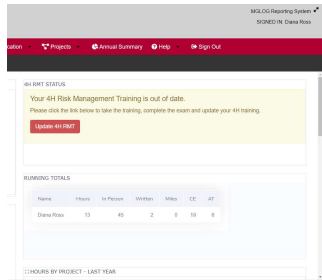 MGLOG Reporting System
SIGNED IN: Dana Ross
cation Projects Annual Summary Help Sign Out
4H RMT STATUS
Your 4H Risk Management Training is out of date.
Please click the link below to take the training, complete the exam and update your 4H training.
Update 4H RMT
RUNNING TOTALS
Name Hours In Person Written Miles CE AT
Diana Ross 13 45 2 0 19 8
HOURS BY PROJECT - LAST YEAR